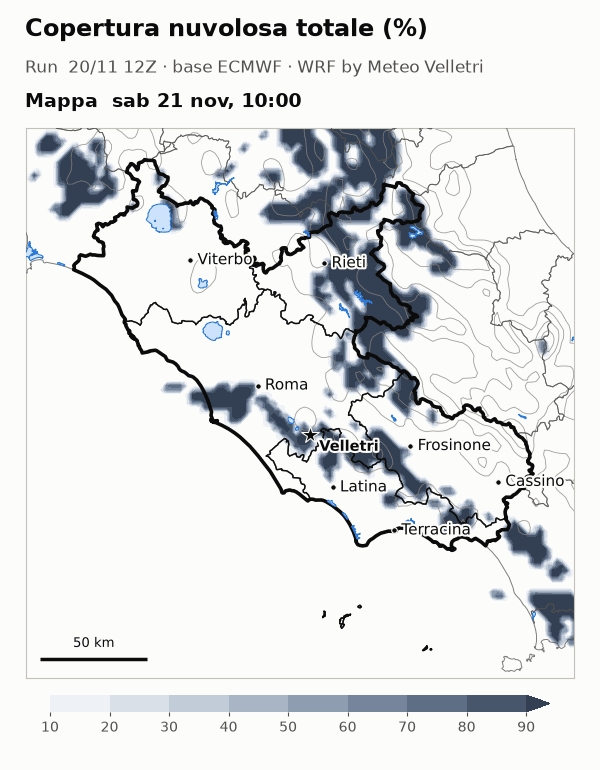 Copertura nuvolosa totale (%)
Run  20/11 12Z · base ECMWF · WRF by Meteo Velletri
Mappa  sab 21 nov, 10:00
Viterbo
Rieti
Roma
Velletri
Frosinone
Latina
Cassino
Terracina
50 km
10 20 30 40 50 60 70 80 90